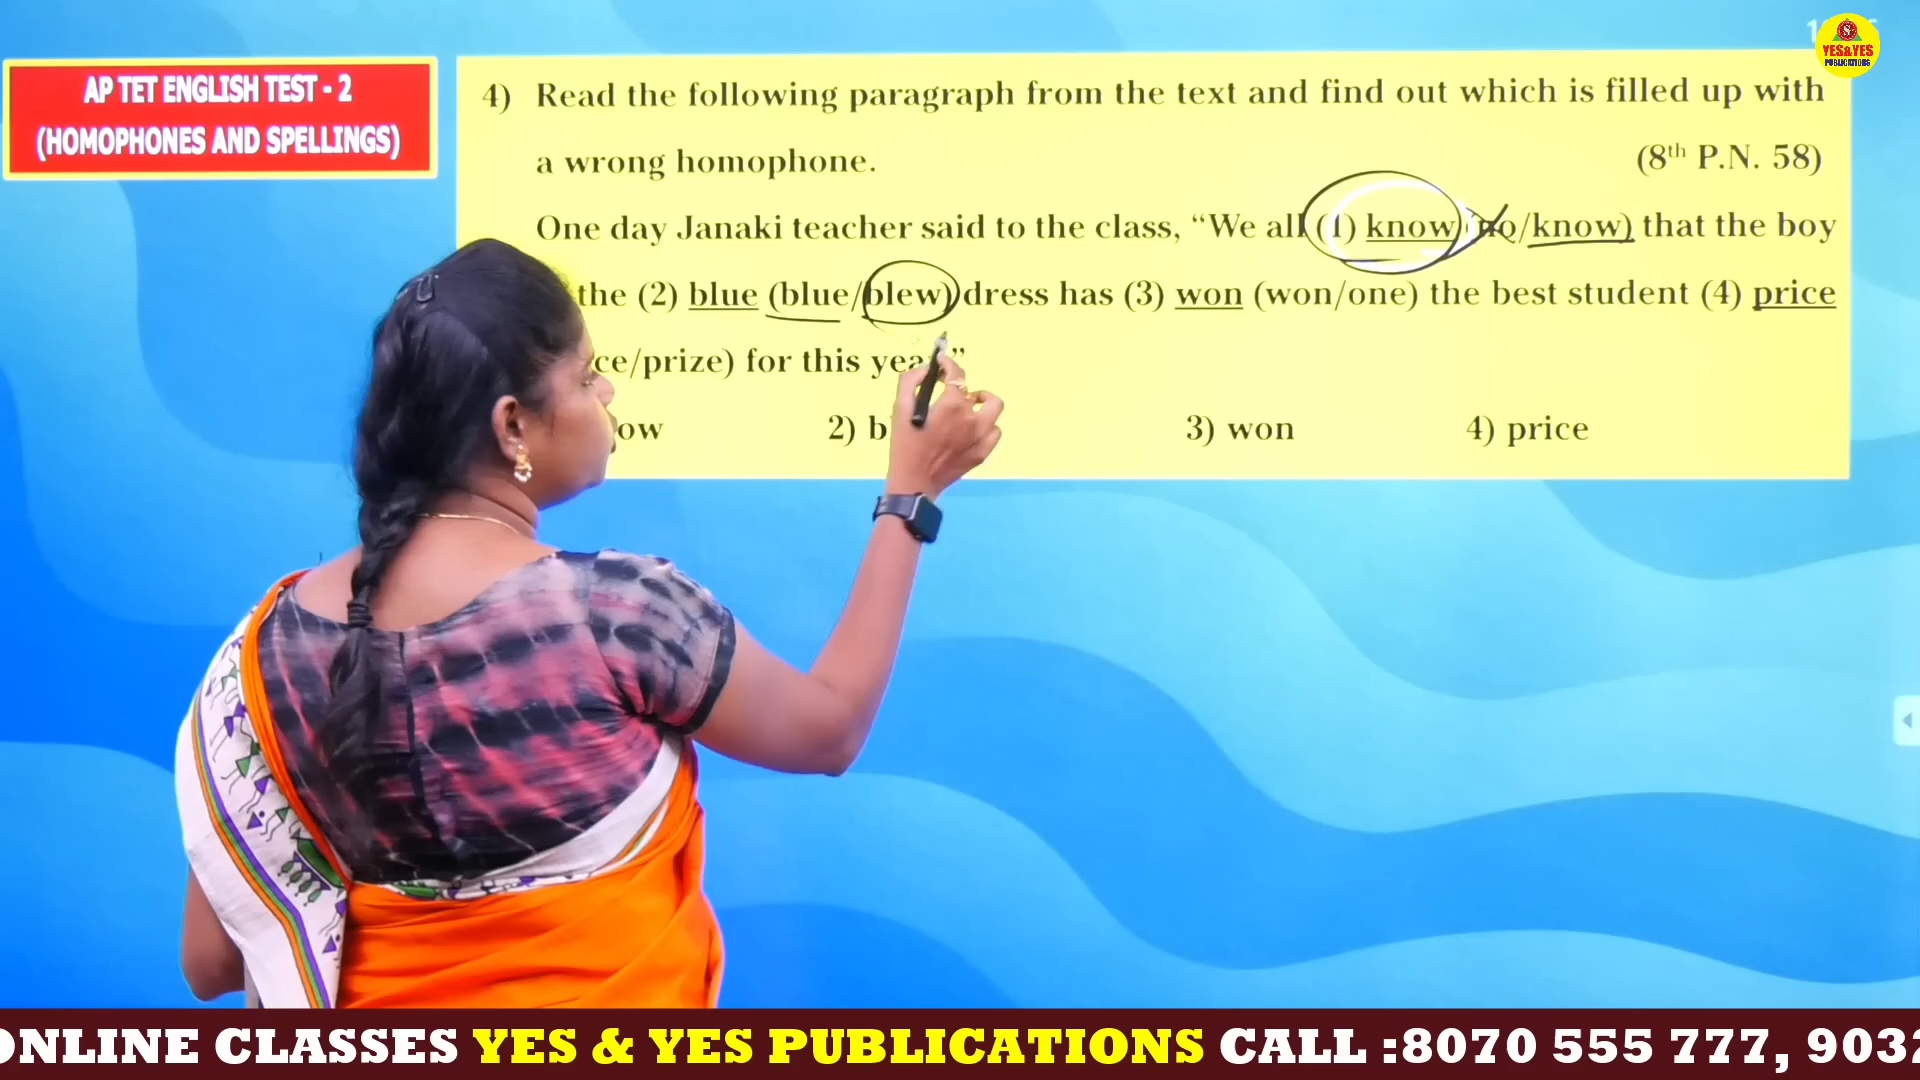 YES&YES
PUBLICATIONS
AP TET ENGLISH TEST - 2
(HOMOPHONES AND SPELLINGS)
4) Read the following paragraph from the text and find out which is filled up with
a wrong homophone. (8th P.N. 58)
One day Janaki teacher said to the class, “We all (1) know (no/know) that the boy
the (2) blue (blue/blew) dress has (3) won (won/one) the best student (4) price
ce/prize) for this year”
ow 2) b 3) won 4) price
ONLINE CLASSES YES & YES PUBLICATIONS CALL :8070 555 777, 9032